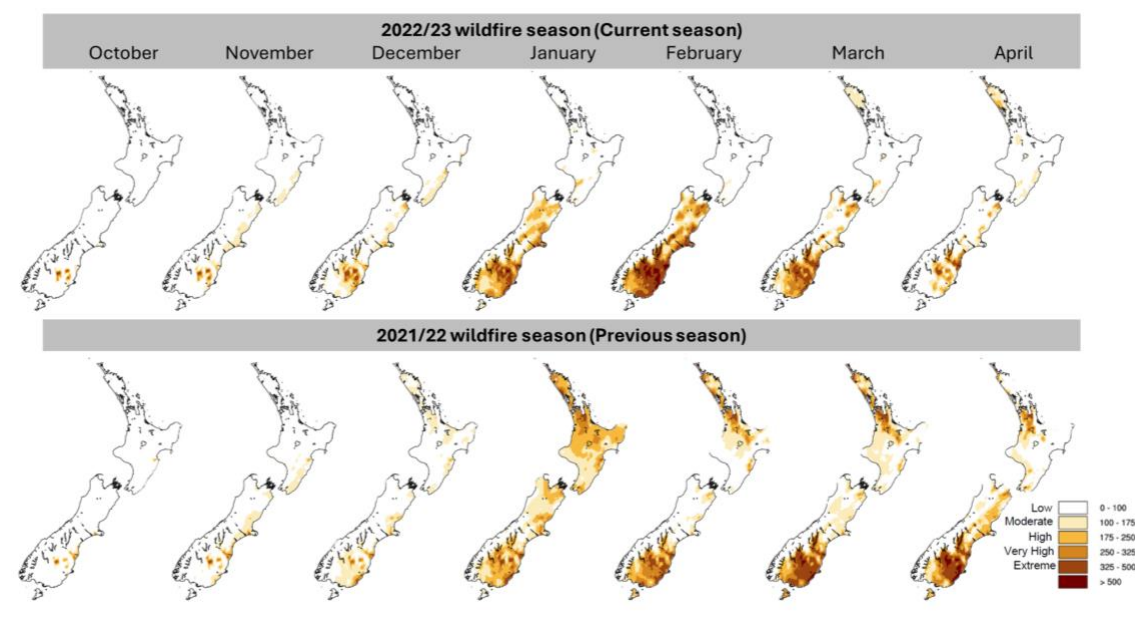 2022/23 wildfire season (Current season)
October November December January February March April
2021/22 wildfire season (Previous season)
Low 0 - 100
Moderate 100 - 175
High 175 - 250
Very High 250 - 325
Extreme 325 - 500
> 500